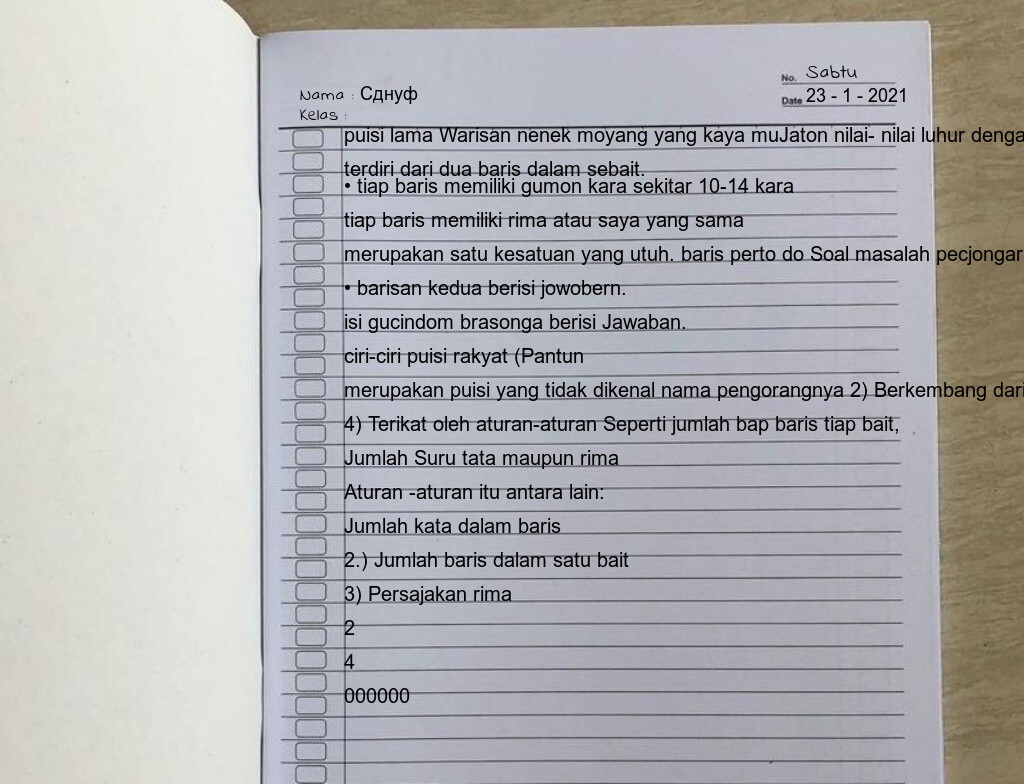 No. Sabtu
Nama : Сднуф
Date 23 - 1 - 2021
Kelas :
puisi lama Warisan nenek moyang yang kaya muJaton nilai- nilai luhur denga
terdiri dari dua baris dalam sebait.
• tiap baris memiliki gumon kara sekitar 10-14 kara
tiap baris memiliki rima atau saya yang sama
merupakan satu kesatuan yang utuh. baris perto do Soal masalah pecjongar
• barisan kedua berisi jowobern.
isi gucindom brasonga berisi Jawaban.
ciri-ciri puisi rakyat (Pantun
merupakan puisi yang tidak dikenal nama pengorangnya 2) Berkembang dari
4) Terikat oleh aturan-aturan Seperti jumlah bap baris tiap bait,
Jumlah Suru tata maupun rima
Aturan -aturan itu antara lain:
Jumlah kata dalam baris
2.) Jumlah baris dalam satu bait
3) Persajakan rima
2
4
000000